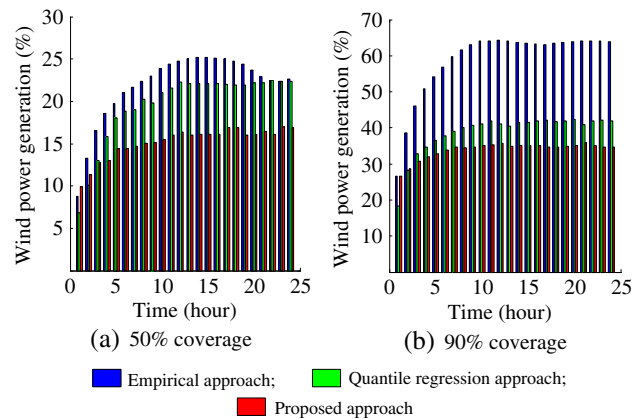 Wind power generation (%)
30
25
20
15
10
5
0 5 10 15 20 25
Time (hour)
(a) 50% coverage
Wind power generation (%)
70
60
50
40
30
20
10
0 5 10 15 20 25
Time (hour)
(b) 90% coverage
Empirical approach; Quantile regression approach;
Proposed approach